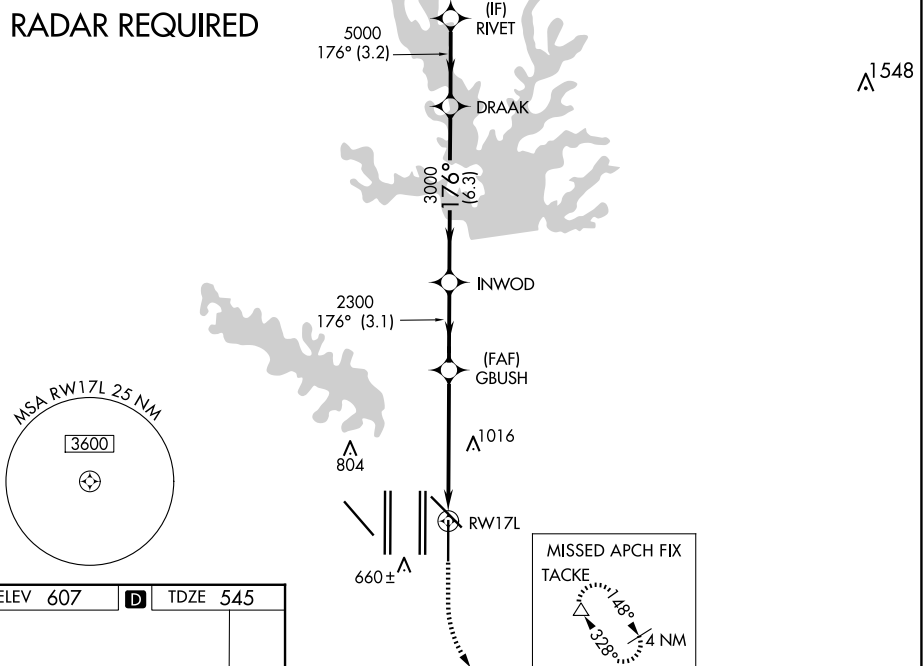 RADAR REQUIRED
(IF)
RIVET
5000
176° (3.2)
1548
DRAAK
3000
176°
(6.3)
INWOD
2300
176° (3.1)
(FAF)
GBUSH
MSA RW17L 25 NM
3600
1016
804
RW17L
660 ±
MISSED APCH FIX
TACKE
148°
328°
4 NM
ELEV 607 D TDZE 545